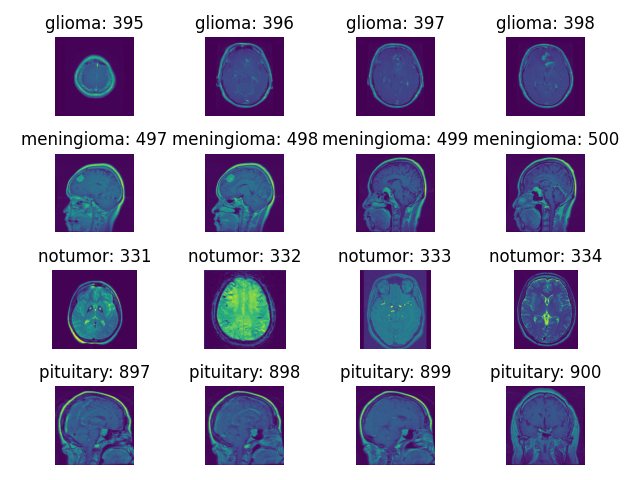 glioma: 395 glioma: 396 glioma: 397 glioma: 398
meningioma: 497 meningioma: 498 meningioma: 499 meningioma: 500
notumor: 331 notumor: 332 notumor: 333 notumor: 334
pituitary: 897 pituitary: 898 pituitary: 899 pituitary: 900